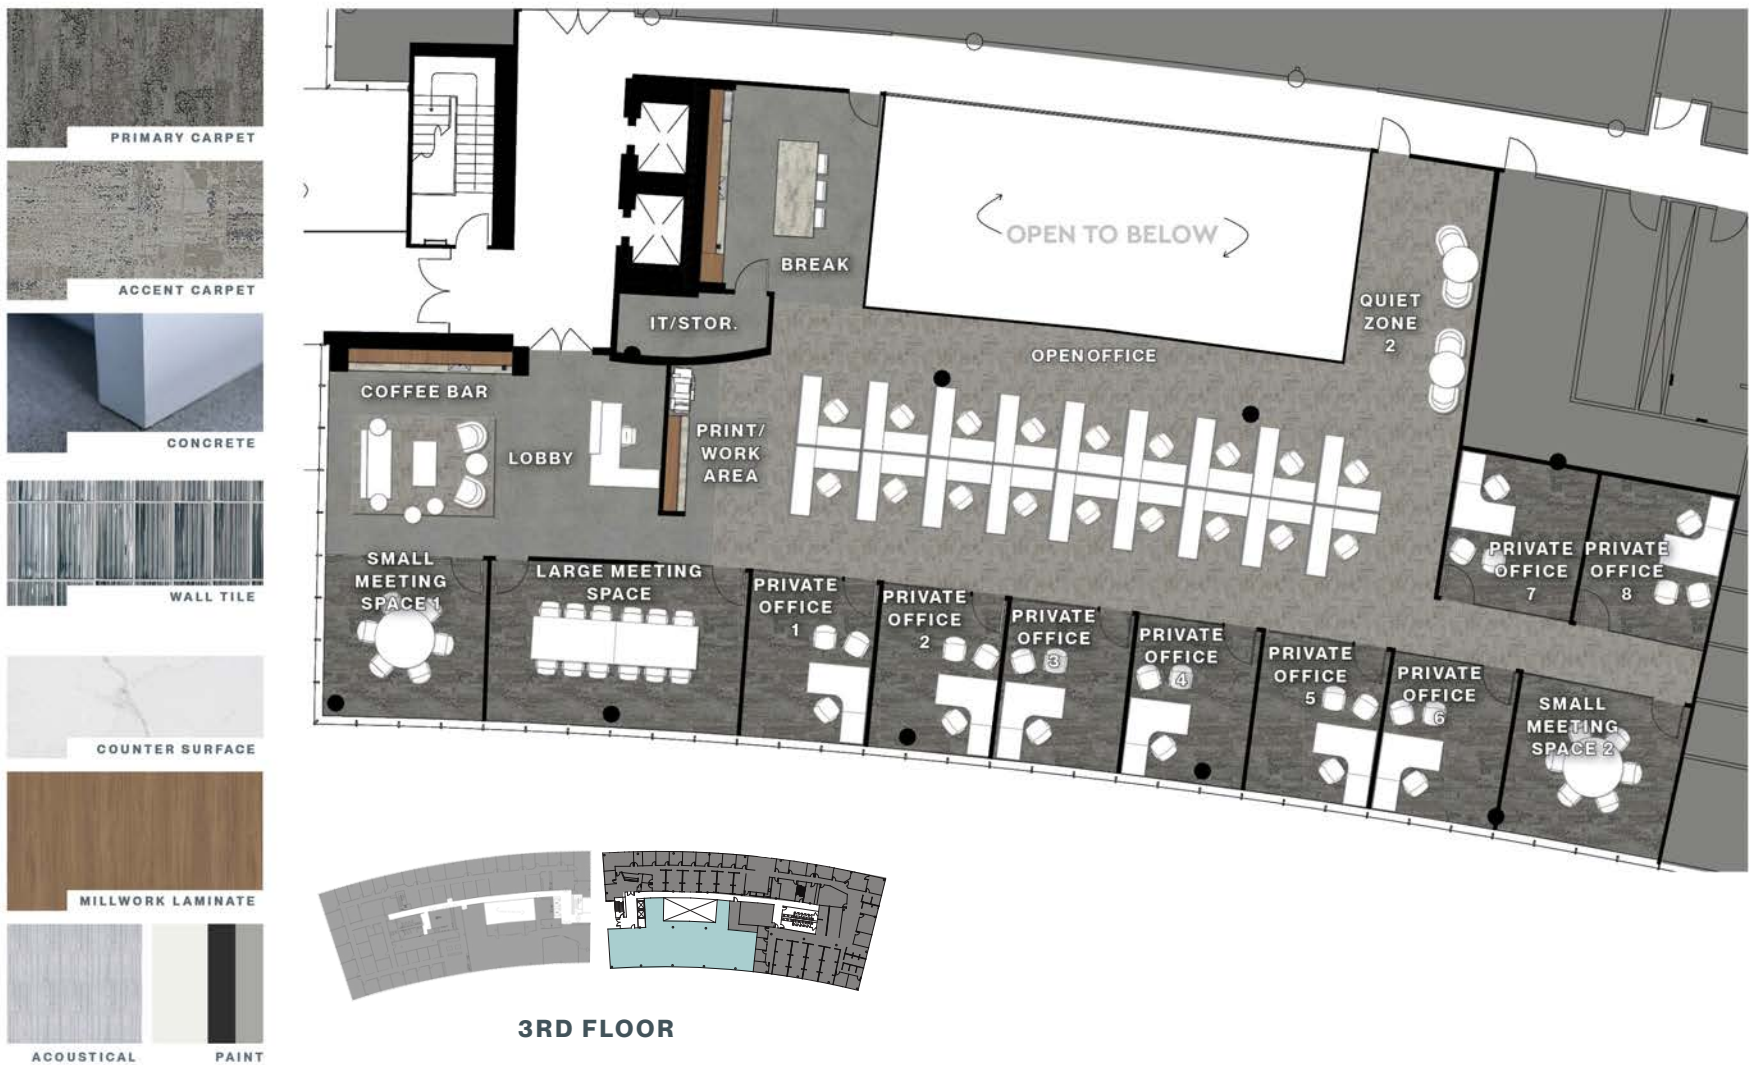 PRIMARY CARPET
ACCENT CARPET
CONCRETE
WALL TILE
COUNTER SURFACE
MILLWORK LAMINATE
ACOUSTICAL
PAINT
BREAK
OPEN TO BELOW
QUIET
ZONE
2
IT/STOR.
OPEN OFFICE
COFFEE BAR
LOBBY
PRINT/
WORK
AREA
SMALL
MEETING
SPACE 1
LARGE MEETING
SPACE
PRIVATE
OFFICE
1
PRIVATE
OFFICE
2
PRIVATE
OFFICE
3
PRIVATE
OFFICE
4
PRIVATE
OFFICE
5
PRIVATE
OFFICE
6
PRIVATE
OFFICE
7
PRIVATE
OFFICE
8
SMALL
MEETING
SPACE 2
3RD FLOOR